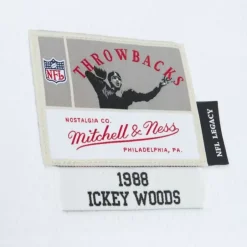 THROWBACKS
NFL
NOSTALGIA CO.
Mitchell & Ness
PHILADELPHIA, PA.
NFL LEGACY
1988
ICKEY WOODS